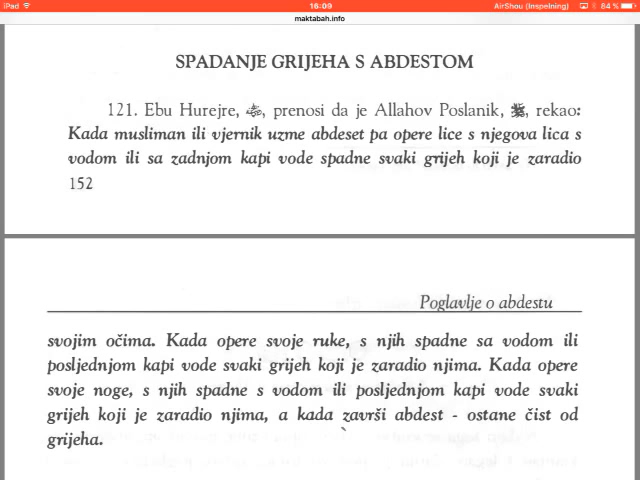 iPad 16:09 AirShou (Inspelning) 84 %
maktabah.info
SPADANJE GRIJEHA S ABDESTOM
121. Ebu Hurejre, , prenosi da je Allahov Poslanik, ﷺ, rekao:
Kada musliman ili vjernik uzme abdeset pa opere lice s njegova lica s
vodom ili sa zadnjom kapi vode spadne svaki grijeh koji je zaradio
152
Poglavlje o abdestu
svojim očima. Kada opere svoje ruke, s njih spadne sa vodom ili
posljednjom kapi vode svaki grijeh koji je zaradio njima. Kada opere
svoje noge, s njih spadne s vodom ili posljednjom kapi vode svaki
grijeh koji je zaradio njima, a kada završi abdest - ostane čist od
grijeha.